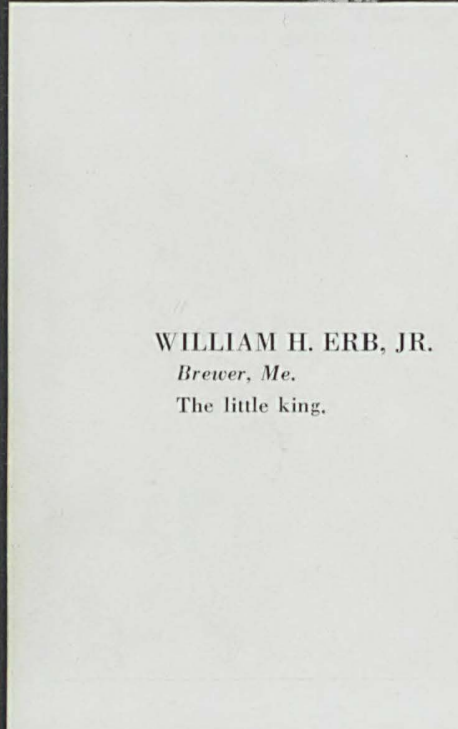 WILLIAM H. ERB, JR.
Brewer, Me.
The little king.